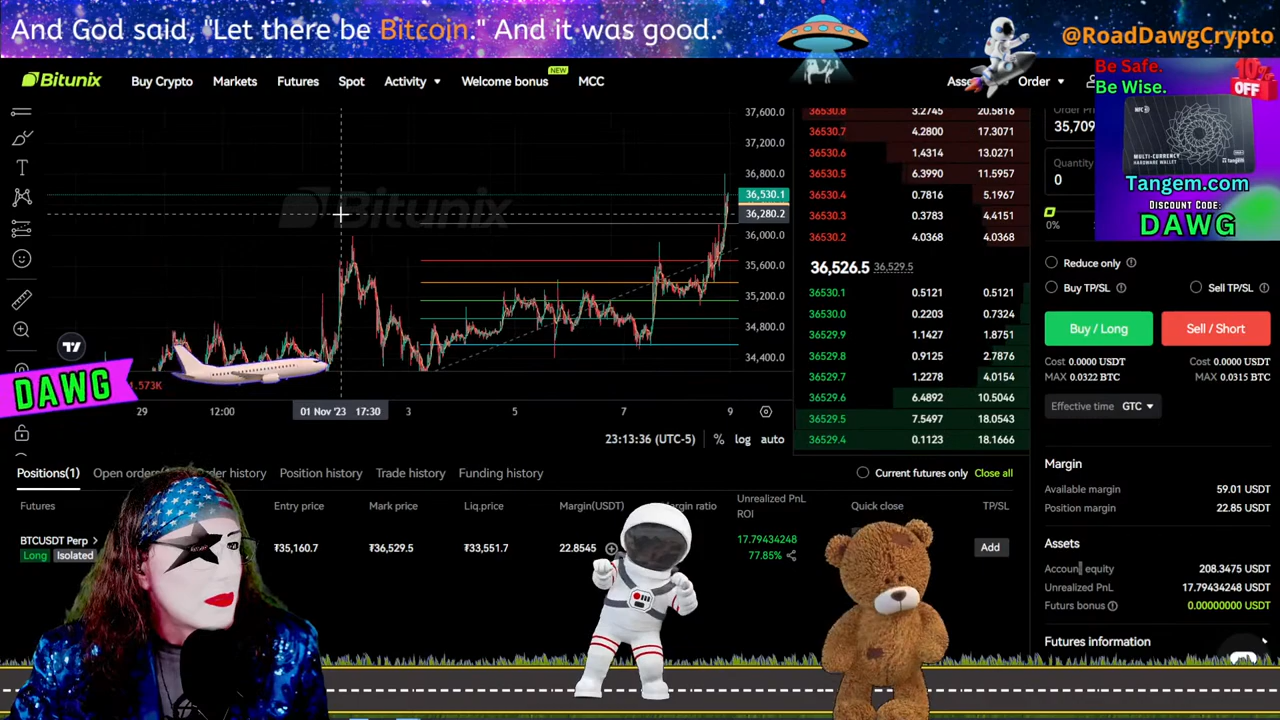 And God said, "Let there be Bitcoin." And it was good.
@RoadDawgCrypto
Bitunix
Buy Crypto
Markets
Futures
Spot
Activity
Welcome bonus
NEW
MCC
Order
Be Safe.
Be Wise.
10%
OFF
MULTI-CURRENCY
HARDWARE WALLET
tangem
Tangem.com
DISCOUNT CODE:
DAWG
37,600.0
37,200.0
36,800.0
36,530.1
36,280.2
36,000.0
35,600.0
35,200.0
34,800.0
34,400.0
Bitunix
DAWG
1.573K
29
12:00
01 Nov '23 17:30
3
5
7
9
23:13:36 (UTC-5)
%
log
auto
36530.8 3.2745 20.5816
36530.7 4.2800 17.3071
36530.6 1.4314 13.0271
36530.5 6.3990 11.5957
36530.4 0.7816 5.1967
36530.3 0.3783 4.4151
36530.2 4.0368 4.0368
36,526.5 36,529.5
36530.1 0.5121 0.5121
36530.0 0.2203 0.7324
36529.9 1.1427 1.8751
36529.8 0.9125 2.7876
36529.7 1.2278 4.0154
36529.6 6.4892 10.5046
36529.5 7.5497 18.0543
36529.4 0.1123 18.1666
35,709
Quantity
0
0%
Reduce only
Buy TP/SL
Sell TP/SL
Buy / Long
Sell / Short
Cost 0.0000 USDT
Cost 0.0000 USDT
MAX 0.0322 BTC
MAX 0.0315 BTC
Effective time GTC
Margin
Available margin 59.01 USDT
Position margin 22.85 USDT
Assets
Account equity 208.3475 USDT
Unrealized PnL 17.79434248 USDT
Futurs bonus 0.00000000 USDT
Futures information
Positions(1)
Position history
Trade history
Funding history
Current futures only
Close all
Futures
Entry price
Mark price
Liq.price
Margin(USDT)
Unrealized PnL
ROI
Quick close
TP/SL
BTCUSDT Perp
Long
Isolated
₮35,160.7
₮36,529.5
₮33,551.7
22.8545
17.79434248
77.85%
Add